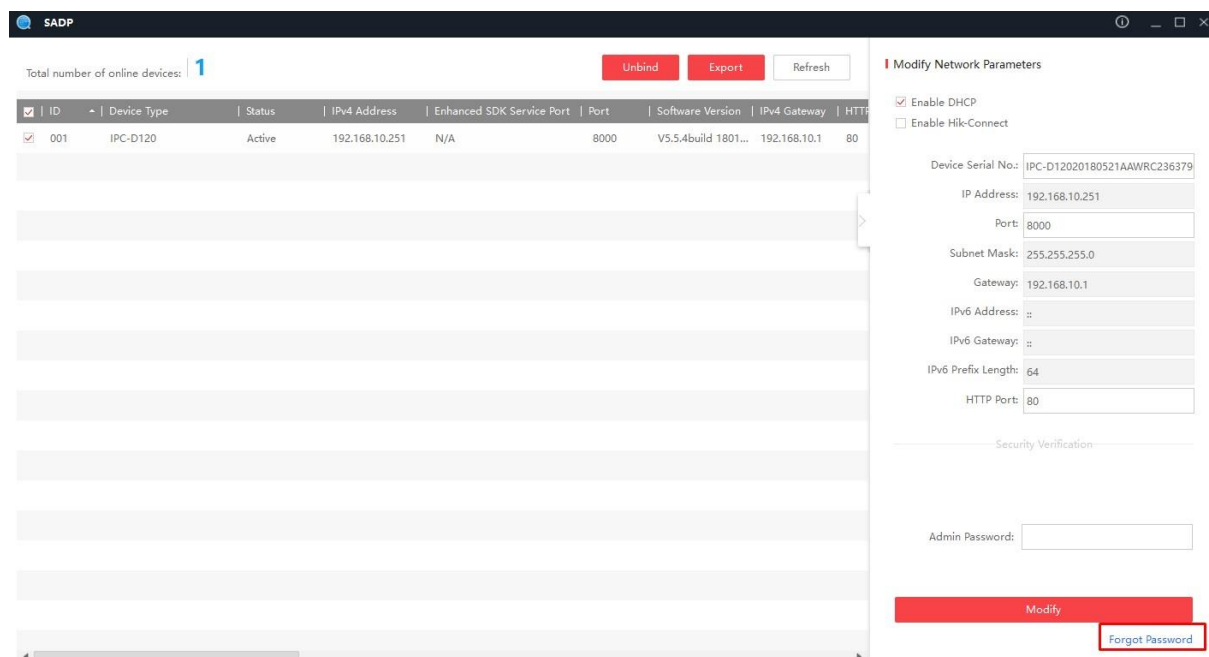 SADP
Total number of online devices: 1
Unbind Export Refresh
ID | Device Type | Status | IPv4 Address | Enhanced SDK Service Port | Port | Software Version | IPv4 Gateway | HTTP
001 IPC-D120 Active 192.168.10.251 N/A 8000 V5.5.4build 1801... 192.168.10.1 80
Modify Network Parameters
Enable DHCP
Enable Hik-Connect
Device Serial No.: IPC-D12020180521AAWRC236379
IP Address: 192.168.10.251
Port: 8000
Subnet Mask: 255.255.255.0
Gateway: 192.168.10.1
IPv6 Address: ::
IPv6 Gateway: ::
IPv6 Prefix Length: 64
HTTP Port: 80
Security Verification
Admin Password:
Modify
Forgot Password